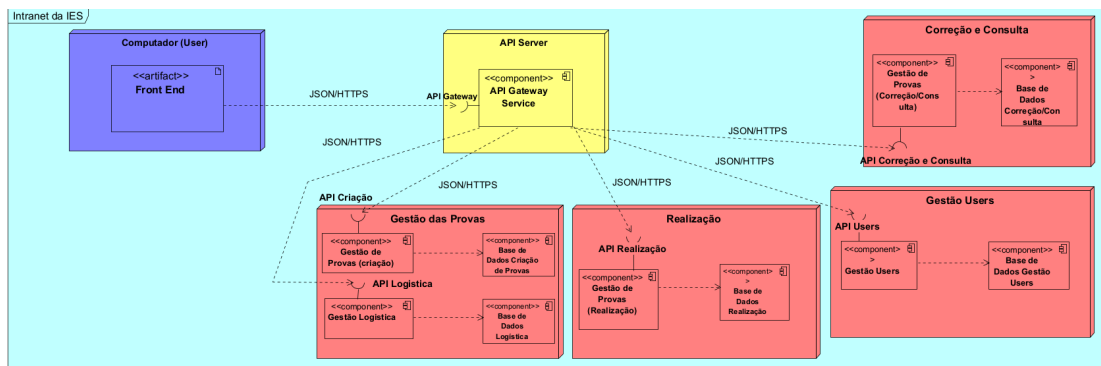 Intranet da IES
Computador (User)
<<artifact>>
Front End
JSON/HTTPS
API Server
API Gateway
<<component>>
API Gateway
Service
Correção e Consulta
<<component>>
Gestão de
Provas
(Correção/Cons
ulta)
<<component>
>
Base de
Dados
Correção/Con
sulta
API Correção e Consulta
JSON/HTTPS
JSON/HTTPS
JSON/HTTPS
JSON/HTTPS
JSON/HTTPS
API Criação
Gestão das Provas
<<component>>
Gestão de
Provas (criação)
<<component>>
Base de
Dados Criação
de Provas
API Logistica
<<component>>
Gestão Logistica
<<component>>
Base de
Dados
Logistica
Realização
API Realização
<<component>>
Gestão de
Provas
(Realização)
<<component>
>
Base de
Dados
Realização
Gestão Users
API Users
<<component>
>
Gestão Users
<<component>>
Base de
Dados Gestão
Users